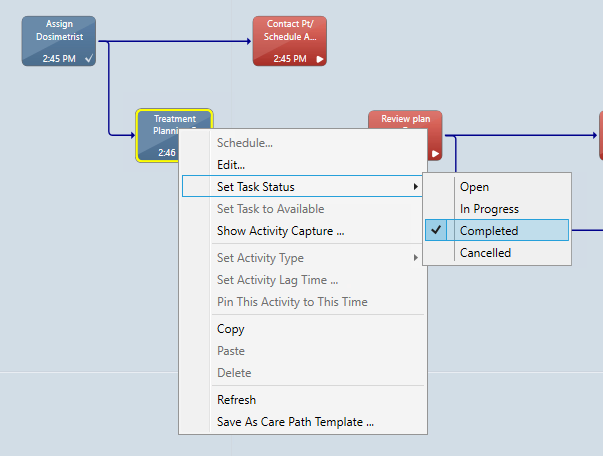 Assign
Dosimetrist
2:45 PM
Contact Pt/
Schedule A...
2:45 PM
Treatment
Planning
2:46
Review plan
Schedule...
Edit...
Set Task Status
Set Task to Available
Show Activity Capture ...
Set Activity Type
Set Activity Lag Time ...
Pin This Activity to This Time
Copy
Paste
Delete
Refresh
Save As Care Path Template ...
Open
In Progress
Completed
Cancelled